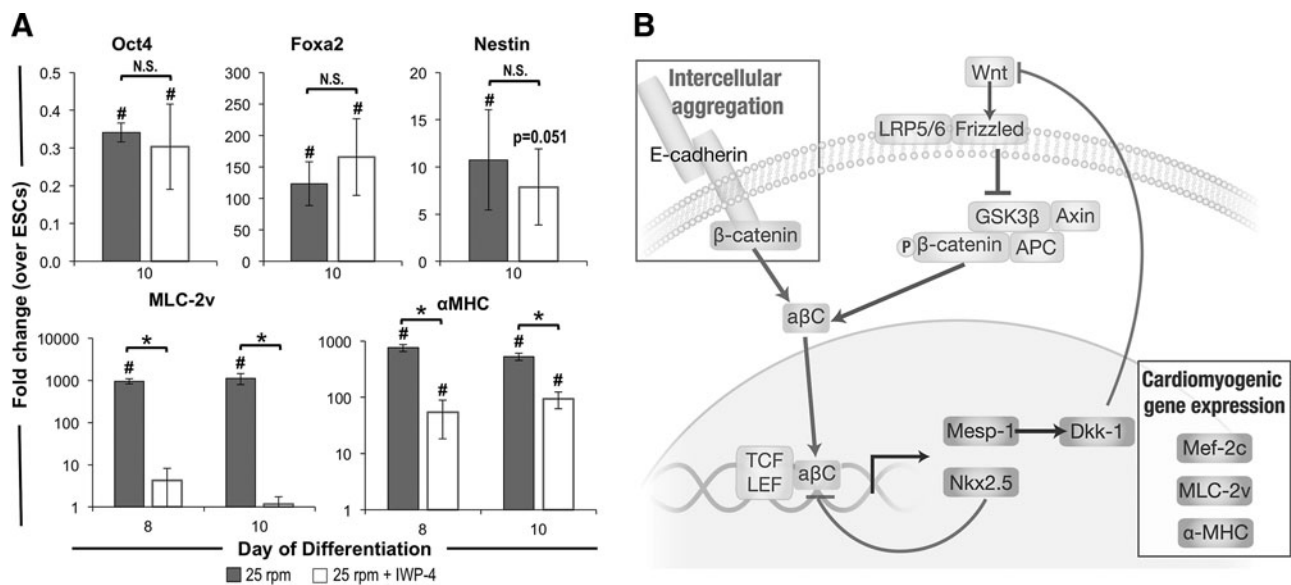 A
Fold change (over ESCs)
Oct4
N.S.
#
#
0.5
0.4
0.3
0.2
0.1
0.0
10
Foxa2
N.S.
#
#
300
250
200
150
100
50
0
10
Nestin
N.S.
#
p=0.051
20
15
10
5
0
10
MLC-2v
*
*
#
#
10000
1000
100
10
1
8
10
αMHC
*
*
#
#
#
#
1000
100
10
1
8
10
Day of Differentiation
25 rpm
25 rpm + IWP-4
B
Intercellular
aggregation
E-cadherin
β-catenin
Wnt
LRP5/6
Frizzled
GSK3β
Axin
P
β-catenin
APC
aβC
TCF
LEF
aβC
Mesp-1
Dkk-1
Nkx2.5
Cardiomyogenic
gene expression
Mef-2c
MLC-2v
α-MHC